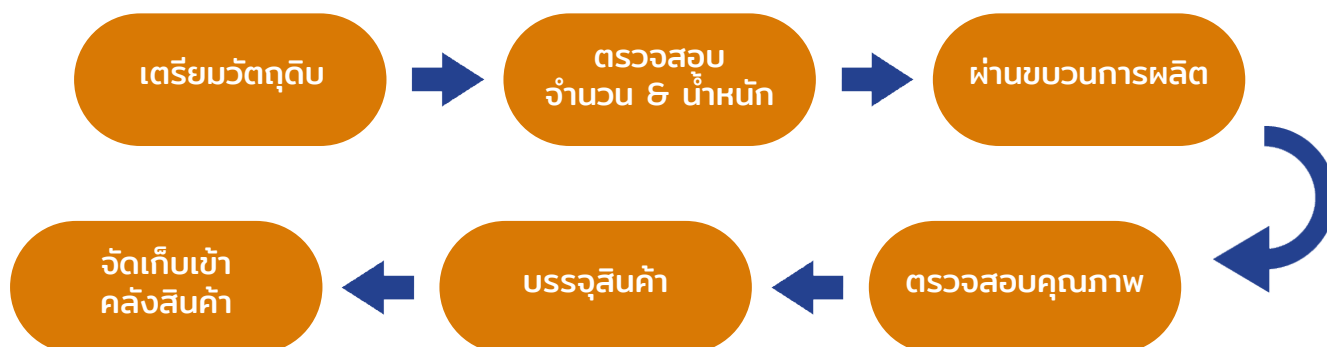 เตรียมวัตถุดิบ
ตรวจสอบ
จำนวน & น้ำหนัก
ผ่านขบวนการผลิต
ตรวจสอบคุณภาพ
บรรจุสินค้า
จัดเก็บเข้า
คลังสินค้า